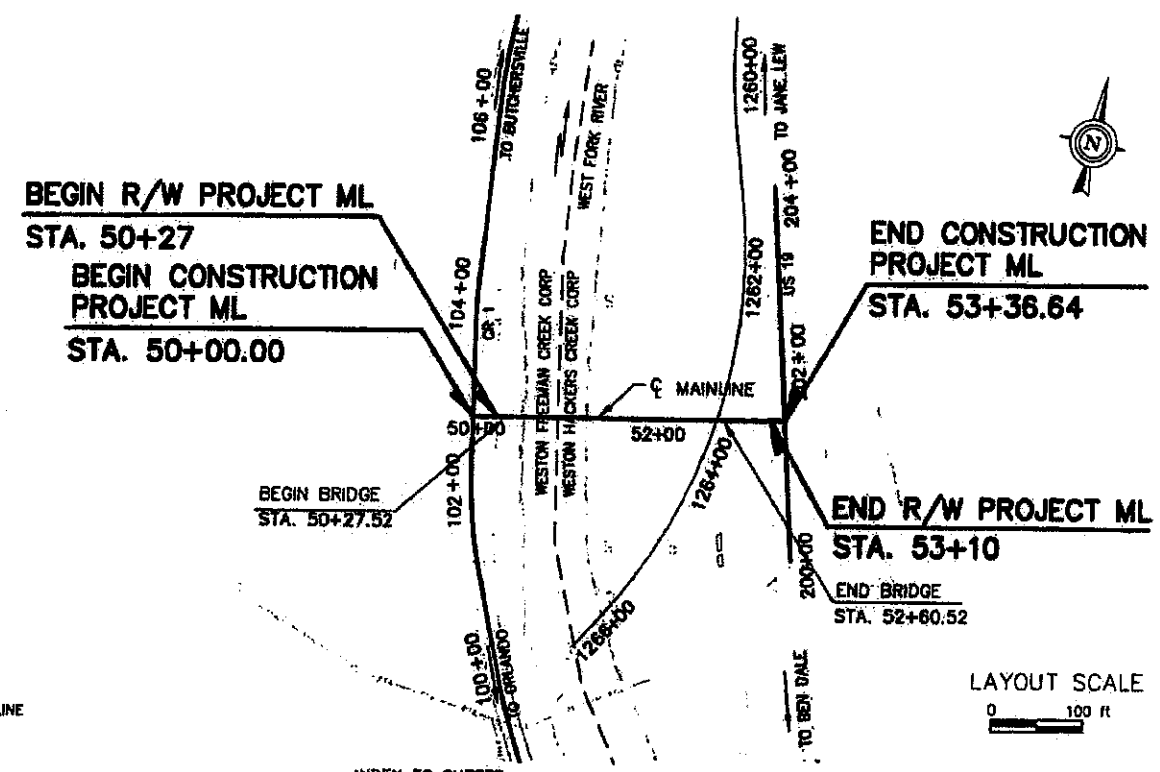 106+00
TO BUTCHERSVILLE
WEST FORK RIVER
1260+00
TO JANE LEW
N
BEGIN R/W PROJECT ML
STA. 50+27
BEGIN CONSTRUCTION
PROJECT ML
STA. 50+00.00
104+00
CR 1
WESTON FREEMAN CREEK CORP
WESTON HACKERS CREEK CORP
1262+00
US 19
204+00
END CONSTRUCTION
PROJECT ML
STA. 53+36.64
202+00
℄ MAINLINE
50+00
52+00
102+00
1264+00
BEGIN BRIDGE
STA. 50+27.52
END R/W PROJECT ML
STA. 53+10
200+00
END BRIDGE
STA. 52+60.52
1266+00
100+00
TO ORLANDO
TO BEN DALE
LAYOUT SCALE
0 100 ft